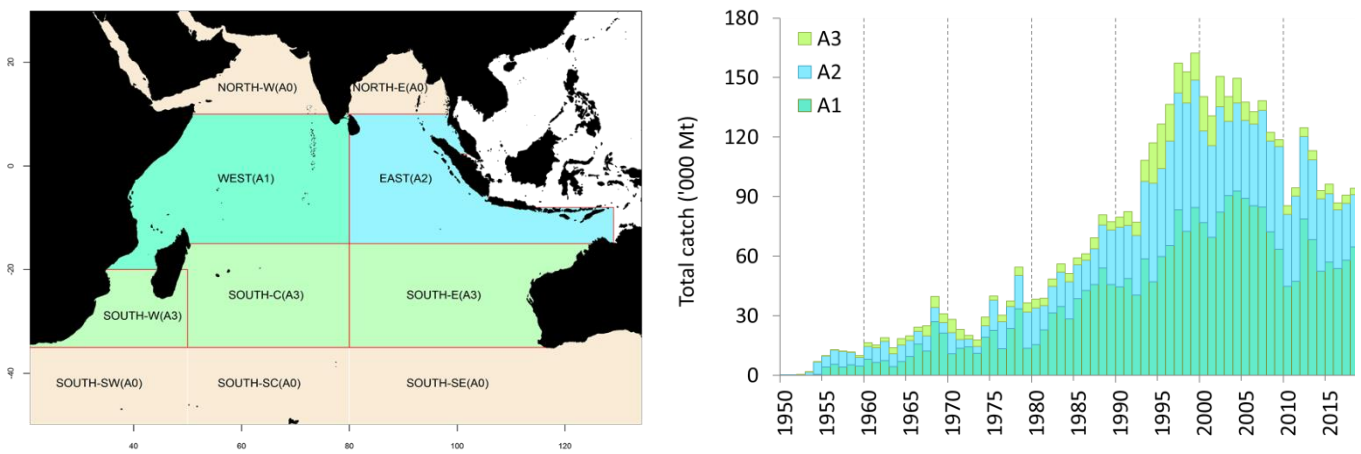 20
0
-20
-40
NORTH-W(A0)
NORTH-E(A0)
WEST(A1)
EAST(A2)
SOUTH-W(A3)
SOUTH-C(A3)
SOUTH-E(A3)
SOUTH-SW(A0)
SOUTH-SC(A0)
SOUTH-SE(A0)
40
60
80
100
120
Total catch ('000 Mt)
180
150
120
90
60
30
0
A3
A2
A1
1950
1955
1960
1965
1970
1975
1980
1985
1990
1995
2000
2005
2010
2015